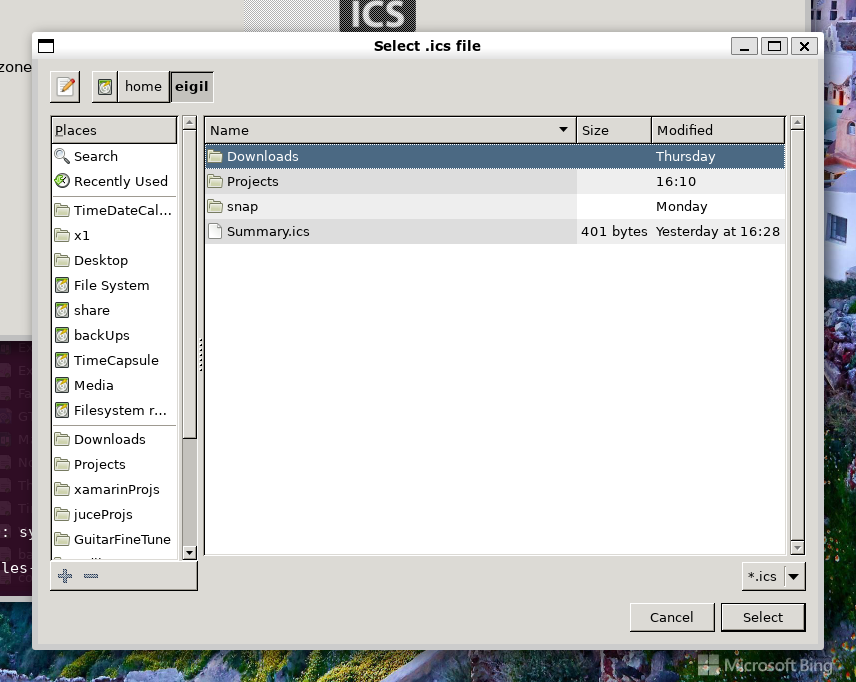 ICS
Select .ics file
zone
home
eigil
Places
Name
Size
Modified
Search
Downloads
Thursday
Recently Used
Projects
16:10
TimeDateCal...
snap
Monday
x1
Summary.ics
401 bytes
Yesterday at 16:28
Desktop
File System
share
backUps
TimeCapsule
Media
Filesystem r...
Downloads
Projects
xamarinProjs
juceProjs
: sy
GuitarFineTune
les-
*.ics
Cancel
Select
Microsoft Bing